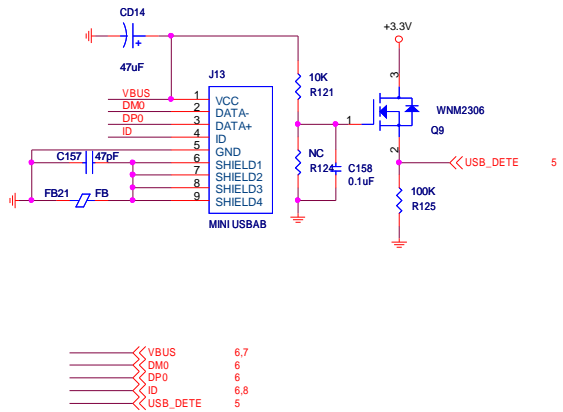 CD14
+3.3V
47uF
J13
10K
R121
3
VBUS 1 VCC
DM0 2 DATA-
DP0 3 DATA+
ID 4 ID
5 GND
C157 47pF 6 SHIELD1
7 SHIELD2
8 SHIELD3
FB21 FB 9 SHIELD4
MINI USBAB
1
WNM2306
Q9
2
NC
R124
C158
0.1uF
USB_DETE 5
100K
R125
VBUS 6,7
DM0 6
DP0 6
ID 6,8
USB_DETE 5